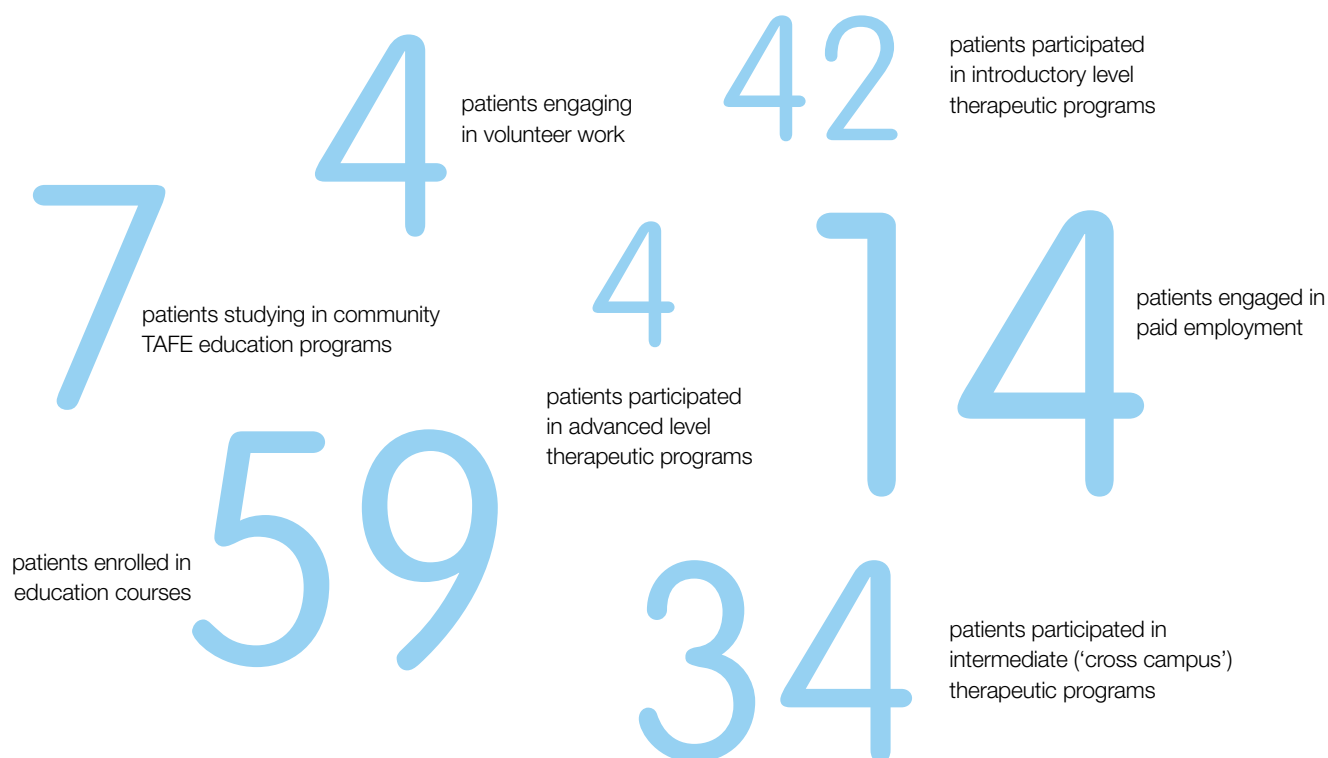 4
patients engaging
in volunteer work
42
patients participated
in introductory level
therapeutic programs
7
patients studying in community
TAFE education programs
4
patients participated
in advanced level
therapeutic programs
14
patients engaged in
paid employment
59
patients enrolled in
education courses
34
patients participated in
intermediate (‘cross campus’)
therapeutic programs